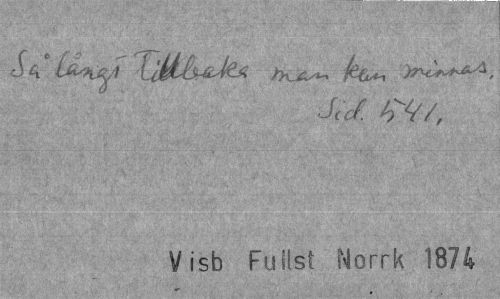 Så långt Tillbaka man kan minnas.
Sid. 541.
Visb Fullst Norrk 1874